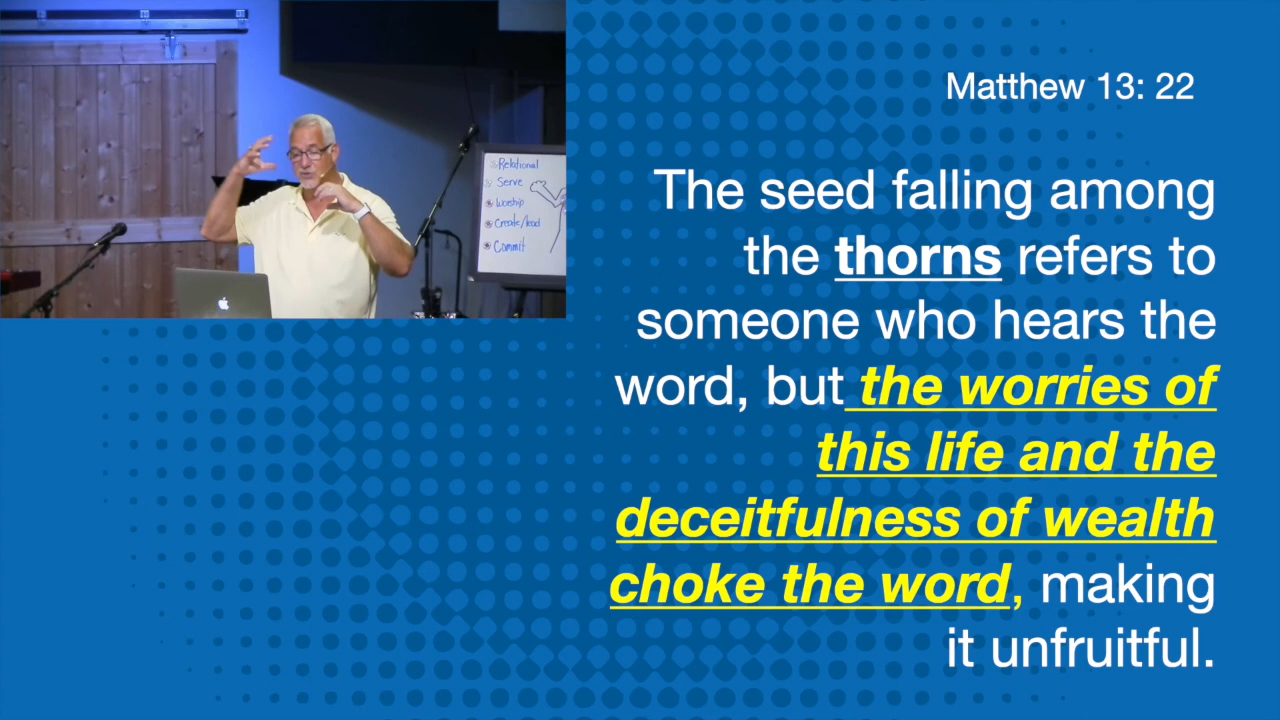 Matthew 13: 22
The seed falling among
the thorns refers to
someone who hears the
word, but the worries of
this life and the
deceitfulness of wealth
choke the word, making
it unfruitful.
Relational
Serve
Worship
Create/lead
Commit